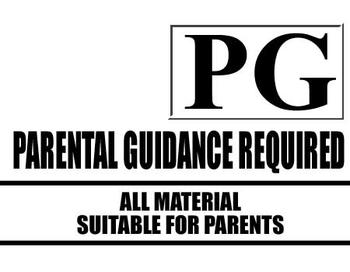 PG
PARENTAL GUIDANCE REQUIRED
ALL MATERIAL
SUITABLE FOR PARENTS